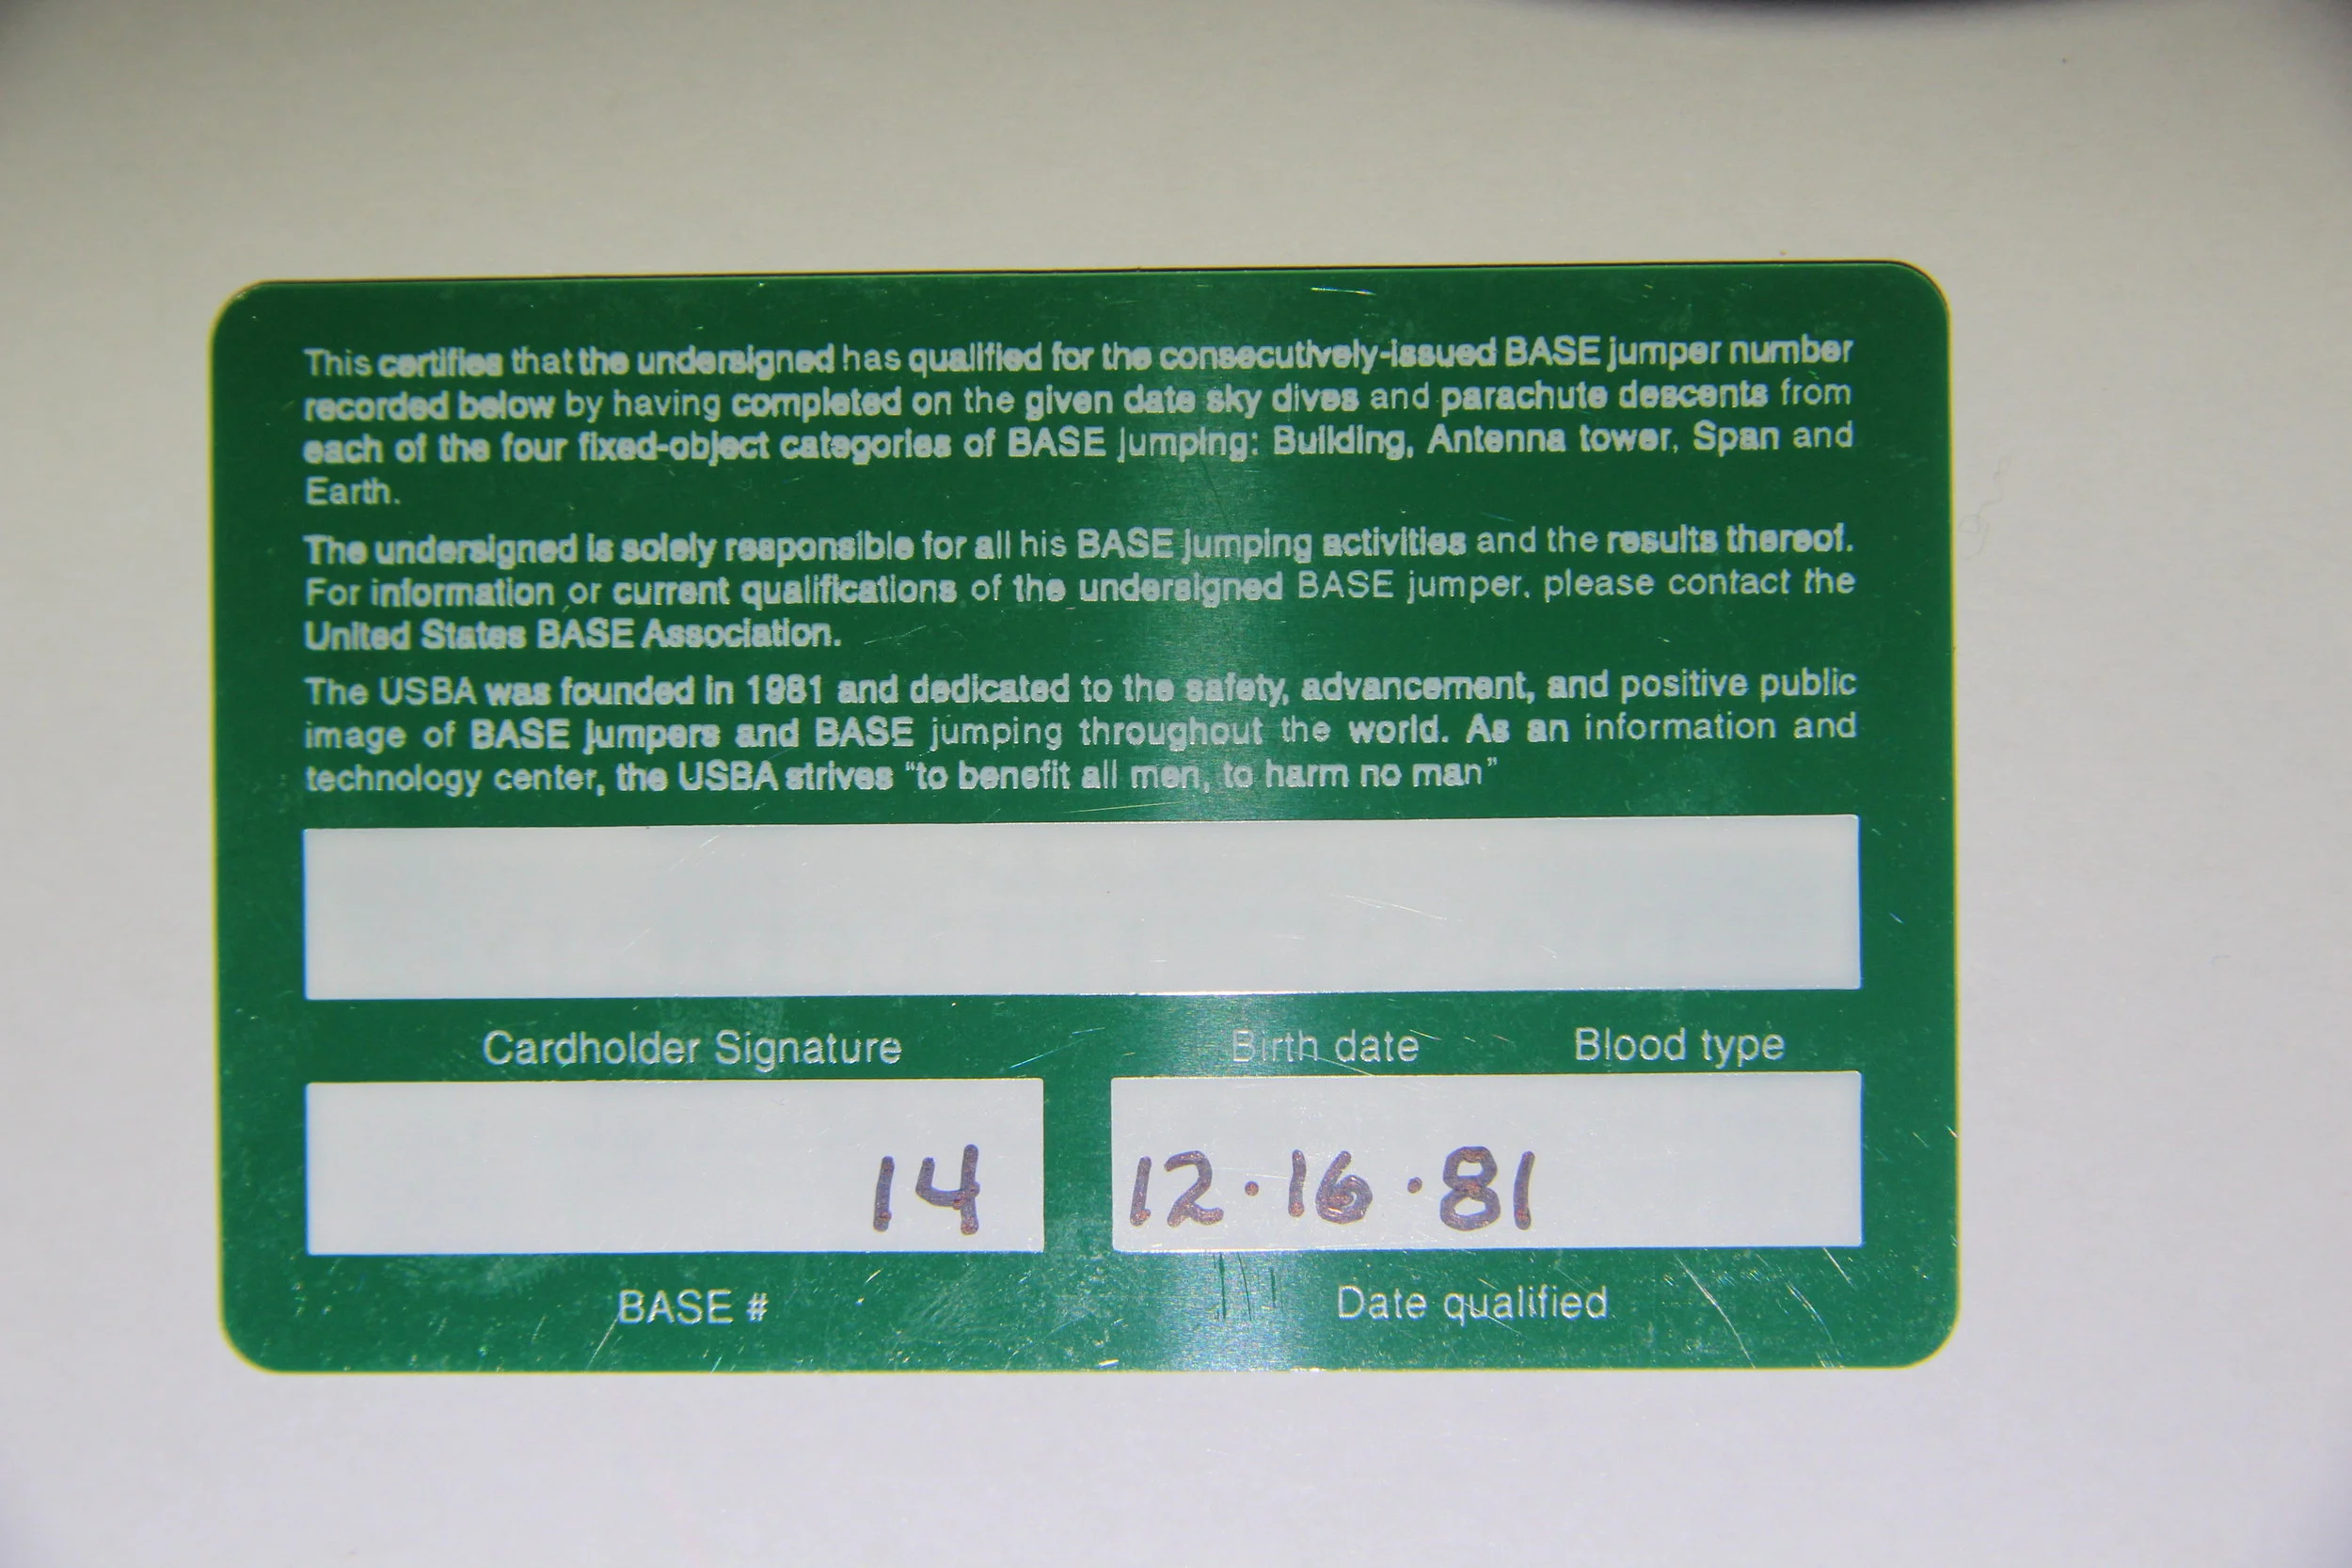 This certifies that the undersigned has qualified for the consecutively-issued BASE jumper number
recorded below by having completed on the given date sky dives and parachute descents from
each of the four fixed-object categories of BASE jumping: Building, Antenna tower, Span and
Earth.
The undersigned is solely responsible for all his BASE jumping activities and the results thereof.
For information or current qualifications of the undersigned BASE jumper, please contact the
United States BASE Association.
The USBA was founded in 1981 and dedicated to the safety, advancement, and positive public
image of BASE jumpers and BASE jumping throughout the world. As an information and
technology center, the USBA strives "to benefit all men, to harm no man"
Cardholder Signature Birth date Blood type
14 12·16·81
BASE # Date qualified